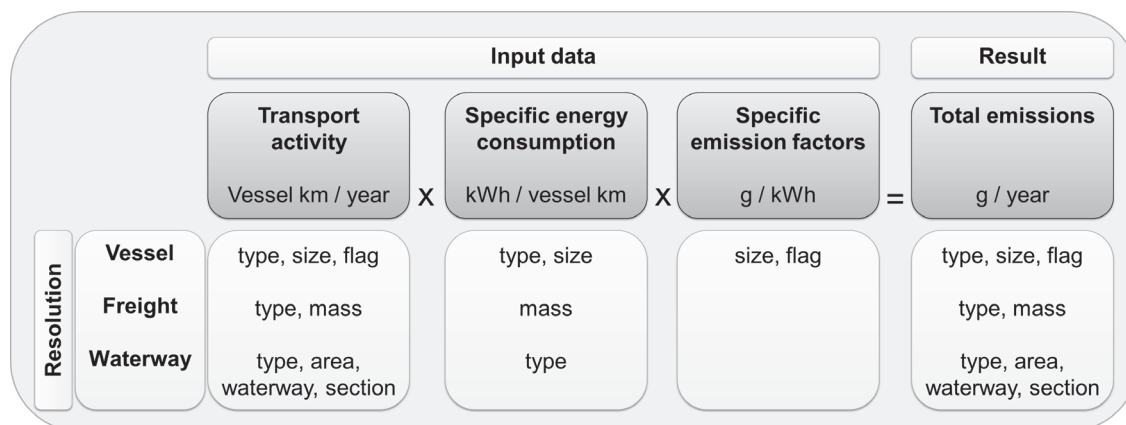 Input data
Result
Transport
activity
Vessel km / year
x
Specific energy
consumption
kWh / vessel km
x
Specific
emission factors
g / kWh
=
Total emissions
g / year
Resolution
Vessel
type, size, flag
type, size
size, flag
type, size, flag
Freight
type, mass
mass
type, mass
Waterway
type, area,
waterway, section
type
type, area,
waterway, section